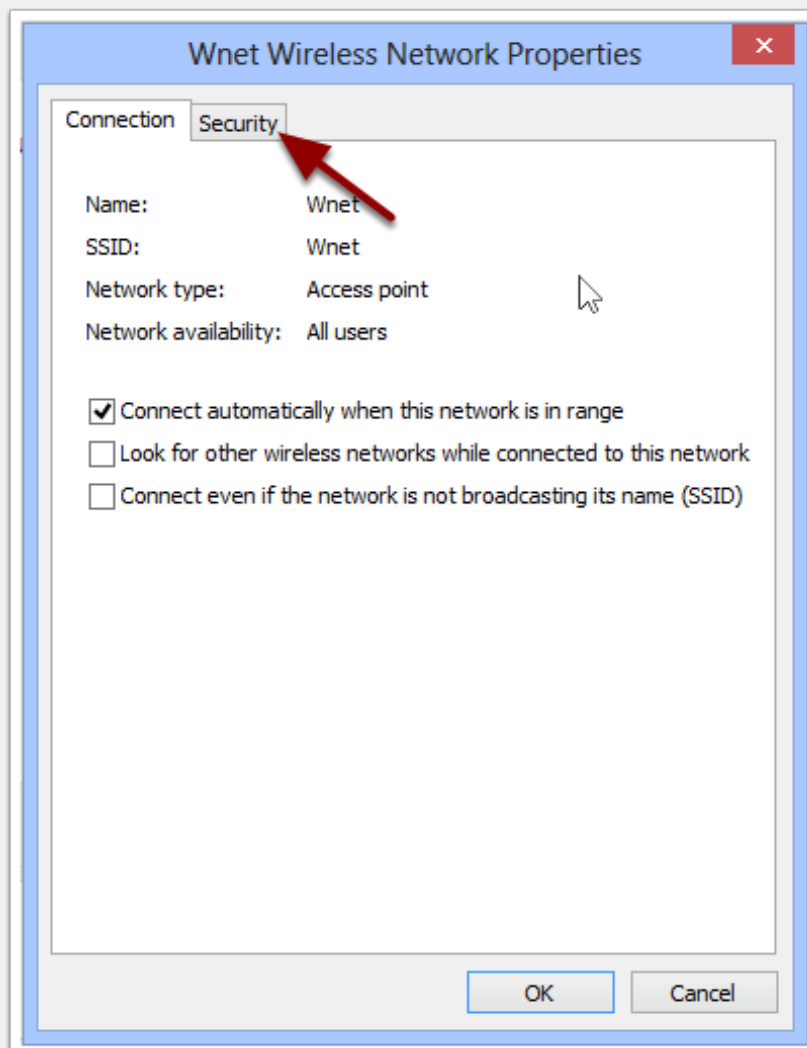 Wnet Wireless Network Properties
Connection
Security
Name: Wnet
SSID: Wnet
Network type: Access point
Network availability: All users
Connect automatically when this network is in range
Look for other wireless networks while connected to this network
Connect even if the network is not broadcasting its name (SSID)
OK
Cancel